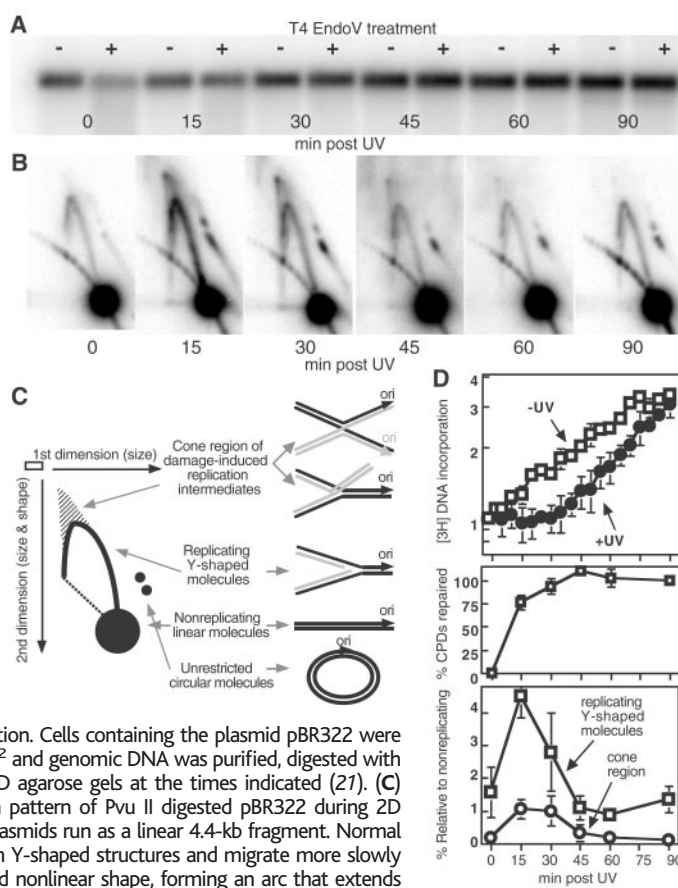 A
T4 EndoV treatment
- + - + - + - + - + - +
0 15 30 45 60 90
min post UV
B
0 15 30 45 60 90
min post UV
C
1st dimension (size)
2nd dimension (size & shape)
Cone region of
damage-induced
replication
intermediates
Replicating
Y-shaped
molecules
Nonreplicating
linear molecules
Unrestricted
circular molecules
ori
ori
ori
ori
ori
ori
D
[3H] DNA incorporation
4
3
2
1
-UV
+UV
% CPDs repaired
100
75
50
25
0
% Relative to nonreplicating
4
3
2
1
0
replicating
Y-shaped molecules
cone
region
0 15 30 45 60 75 90
min post UV
tion. Cells containing the plasmid pBR322 were
2 and genomic DNA was purified, digested with
D agarose gels at the times indicated (21). (C)
n pattern of Pvu II digested pBR322 during 2D
lasmids run as a linear 4.4-kb fragment. Normal
n Y-shaped structures and migrate more slowly
d nonlinear shape, forming an arc that extends